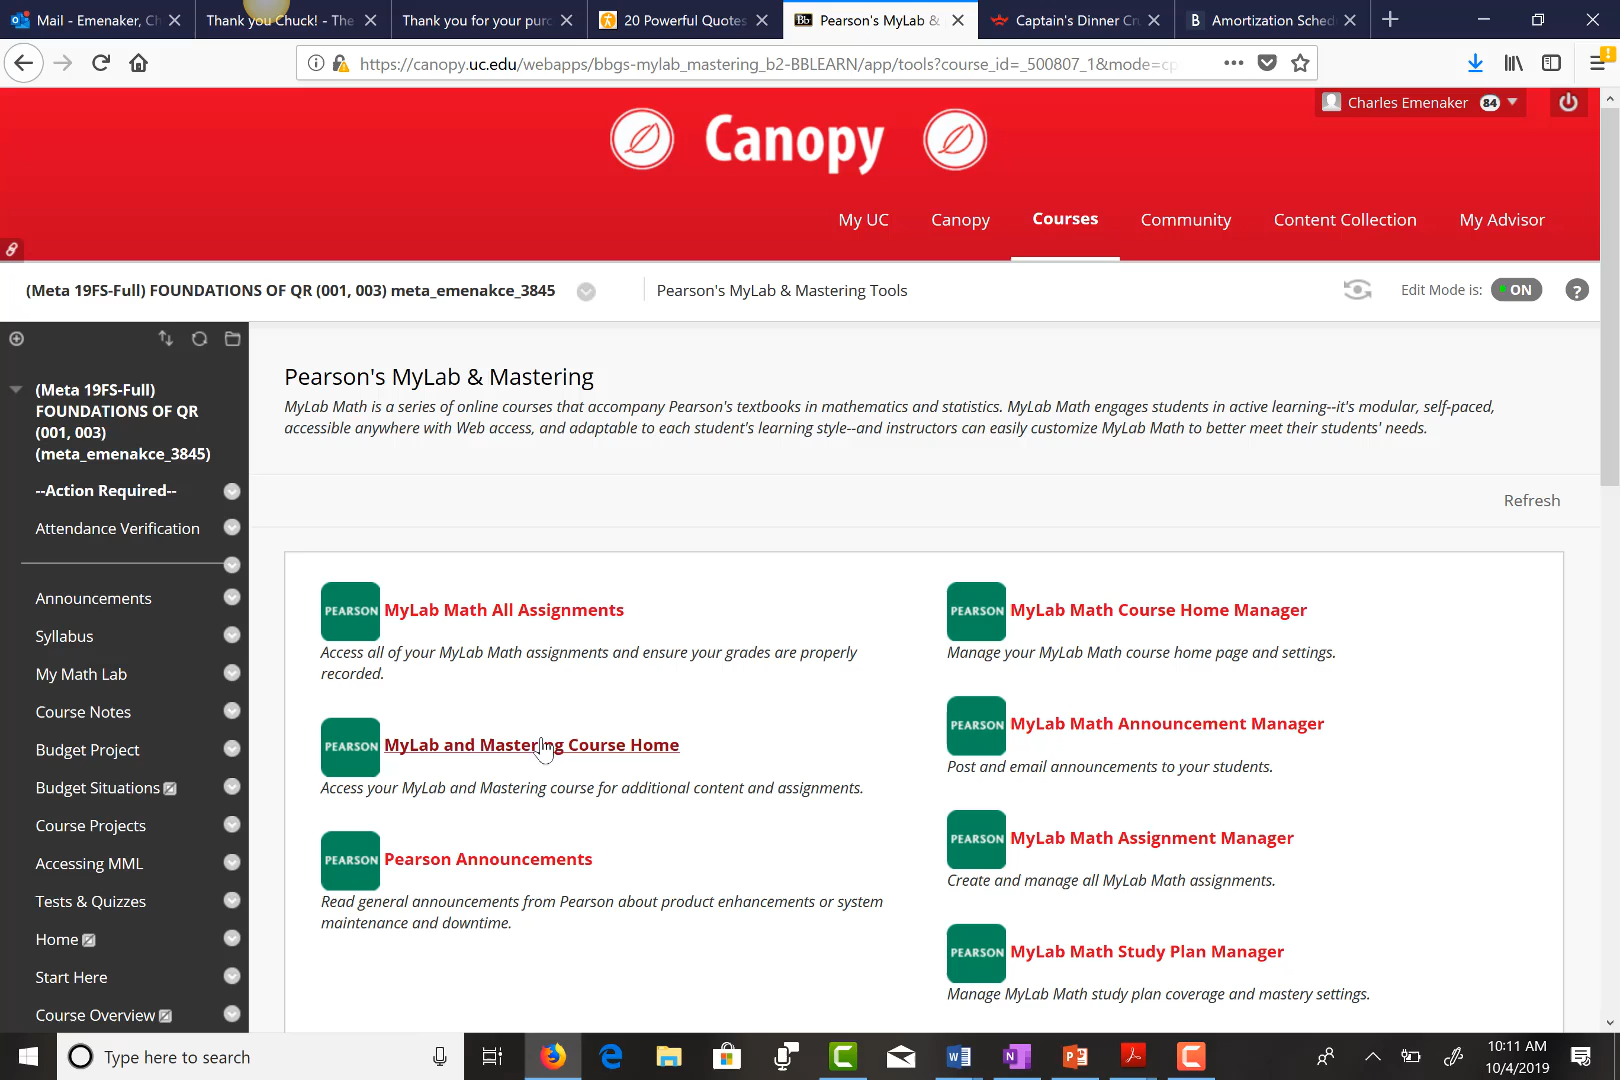 Mail - Emenaker, Ch
Thank you Chuck! - The
Thank you for your purc
20 Powerful Quotes
Bb Pearson's MyLab &
Captain's Dinner Cru
B Amortization Sched
https://canopy.uc.edu/webapps/bbgs-mylab_mastering_b2-BBLEARN/app/tools?course_id=_500807_1&mode=cp
Charles Emenaker 84
Canopy
My UC
Canopy
Courses
Community
Content Collection
My Advisor
(Meta 19FS-Full) FOUNDATIONS OF QR (001, 003) meta_emenakce_3845
Pearson's MyLab & Mastering Tools
Edit Mode is: ON ?
(Meta 19FS-Full)
FOUNDATIONS OF QR
(001, 003)
(meta_emenakce_3845)
--Action Required--
Attendance Verification
Announcements
Syllabus
My Math Lab
Course Notes
Budget Project
Budget Situations
Course Projects
Accessing MML
Tests & Quizzes
Home
Start Here
Course Overview
Pearson's MyLab & Mastering
MyLab Math is a series of online courses that accompany Pearson's textbooks in mathematics and statistics. MyLab Math engages students in active learning--it's modular, self-paced,
accessible anywhere with Web access, and adaptable to each student's learning style--and instructors can easily customize MyLab Math to better meet their students' needs.
Refresh
PEARSON MyLab Math All Assignments
Access all of your MyLab Math assignments and ensure your grades are properly
recorded.
PEARSON MyLab and Mastering Course Home
Access your MyLab and Mastering course for additional content and assignments.
PEARSON Pearson Announcements
Read general announcements from Pearson about product enhancements or system
maintenance and downtime.
PEARSON MyLab Math Course Home Manager
Manage your MyLab Math course home page and settings.
PEARSON MyLab Math Announcement Manager
Post and email announcements to your students.
PEARSON MyLab Math Assignment Manager
Create and manage all MyLab Math assignments.
PEARSON MyLab Math Study Plan Manager
Manage MyLab Math study plan coverage and mastery settings.
Type here to search
10:11 AM
10/4/2019